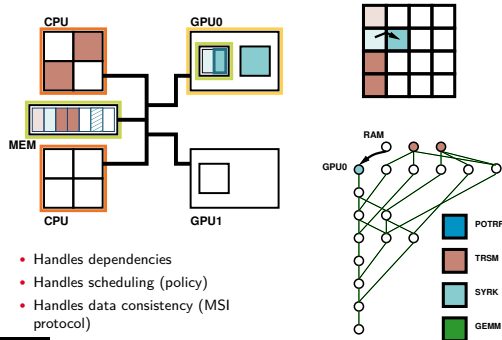 CPU
GPU0
MEM
CPU
GPU1
RAM
GPU0
POTRF
TRSM
SYRK
GEMM
• Handles dependencies
• Handles scheduling (policy)
• Handles data consistency (MSI
protocol)